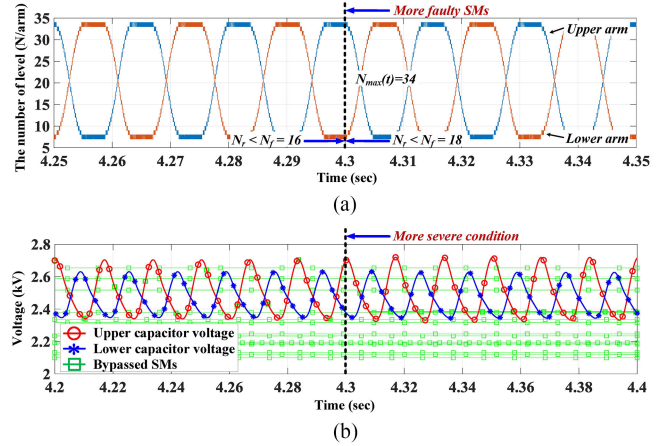 More faulty SMs
The number of level (N/arm)
35
30
25
20
15
10
5
Upper arm
Nmax(t)=34
Nr < Nf = 16
Nr < Nf = 18
Lower arm
4.25 4.26 4.27 4.28 4.29 4.3 4.31 4.32 4.33 4.34 4.35
Time (sec)
(a)
More severe condition
Voltage (kV)
2.8
2.6
2.4
2.2
2
Upper capacitor voltage
Lower capacitor voltage
Bypassed SMs
4.2 4.22 4.24 4.26 4.28 4.3 4.32 4.34 4.36 4.38 4.4
Time (sec)
(b)